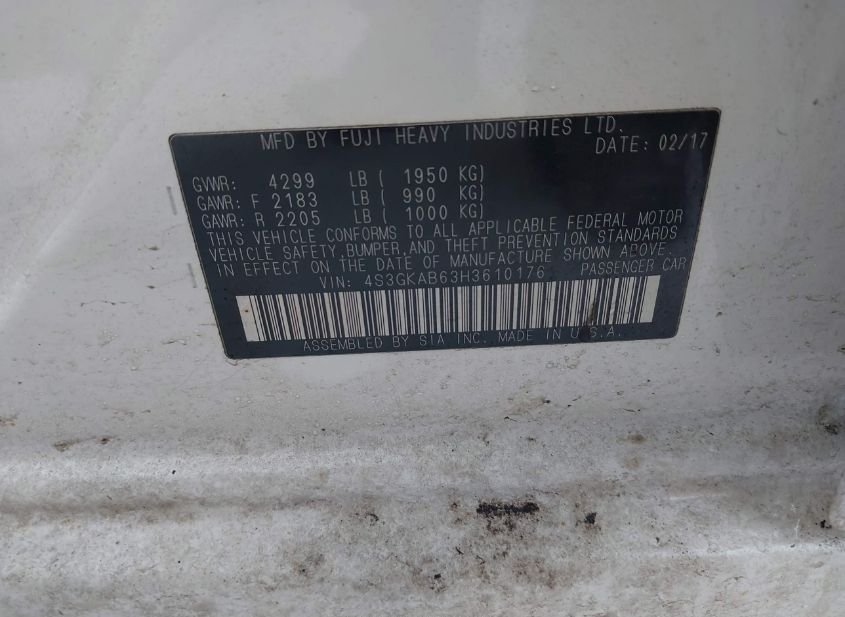 MFD BY FUJI HEAVY INDUSTRIES LTD.
DATE: 02/17
GVWR: 4299 LB ( 1950 KG)
GAWR: F 2183 LB ( 990 KG)
GAWR: R 2205 LB ( 1000 KG)
THIS VEHICLE CONFORMS TO ALL APPLICABLE FEDERAL MOTOR
VEHICLE SAFETY,BUMPER,AND THEFT PREVENTION STANDARDS
IN EFFECT ON THE DATE OF MANUFACTURE SHOWN ABOVE.
VIN: 4S3GKAB63H3610176 PASSENGER CAR
ASSEMBLED BY SIA INC. MADE IN U.S.A.